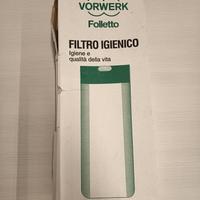 VORWERK
Folletto
FILTRO IGIENICO
Igiene e
qualità della vita